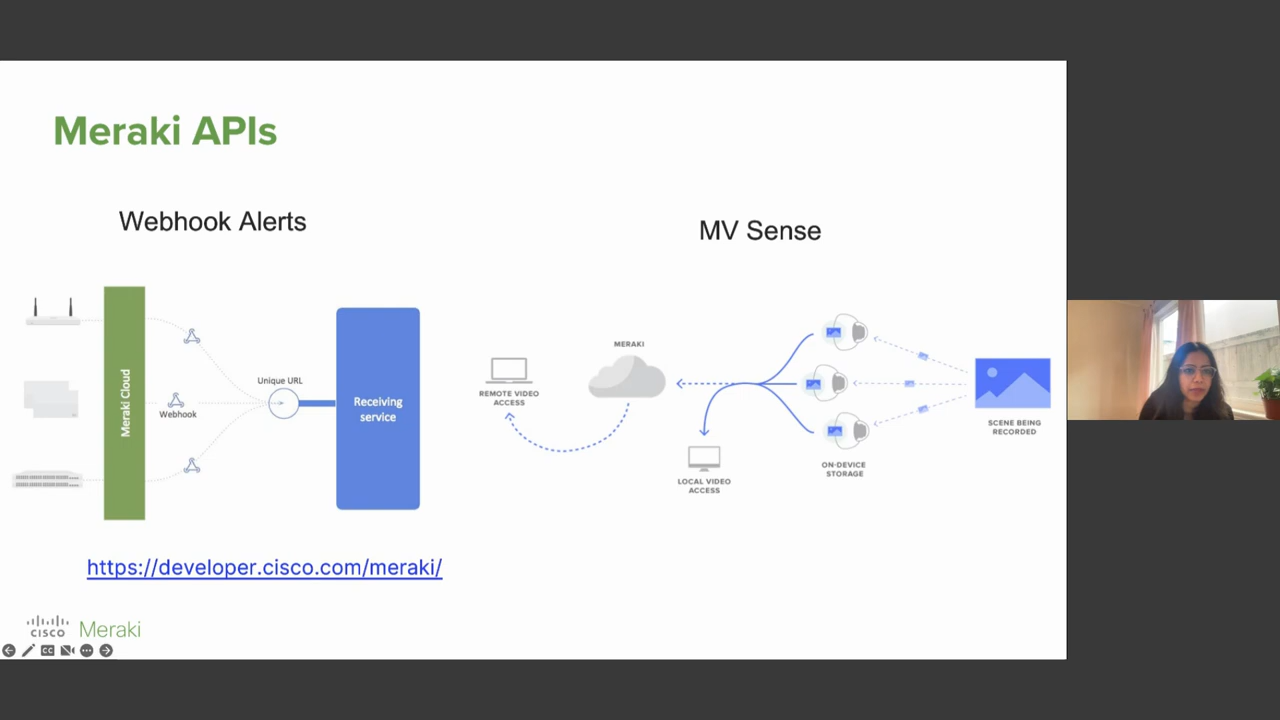 Meraki APIs
Webhook Alerts
MV Sense
Meraki Cloud
Webhook
Unique URL
Receiving
service
REMOTE VIDEO
ACCESS
MERAKI
LOCAL VIDEO
ACCESS
ON-DEVICE
STORAGE
SCENE BEING
RECORDED
https://developer.cisco.com/meraki/
CISCO Meraki
CC